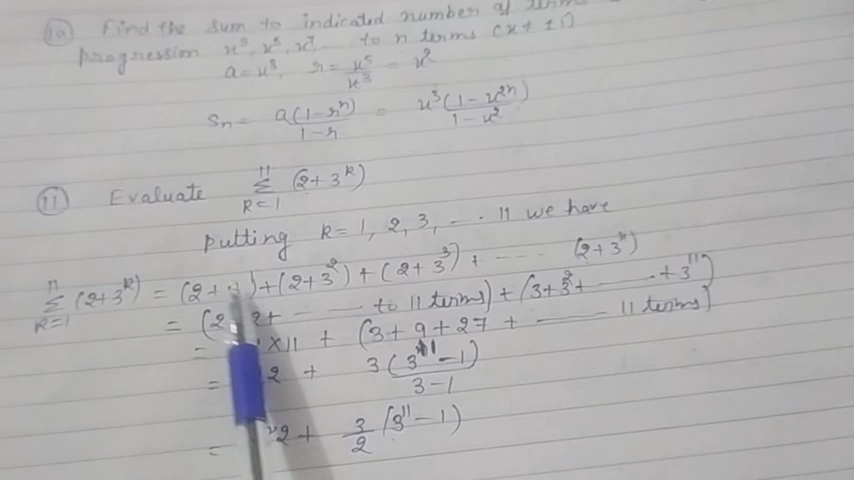 (10) Find the sum to indicated number of terms
progression x³, x⁵, x⁷ ... to n terms (x ≠ ±1)
a = x³, r = x⁵/x³ = x²
Sn = a(1-rⁿ)/1-r = x³(1-x²ⁿ)/1-x²
(11) Evaluate 11 Σ K=1 (2+3ᵏ)
Putting K = 1, 2, 3, ---- 11 we have
11 Σ K=1 (2+3ᵏ) = (2+ )+(2+3²)+(2+3³)+ ---- (2+3ᵏ)
= (2 2+ --- --- to 11 terms) + (3+3²+ ---- +3¹¹)
= ×11 + (3+9+27+ ---- 11 terms)
= 2 + 3(3¹¹-1)/3-1
= 2 + 3/2 (3¹¹-1)